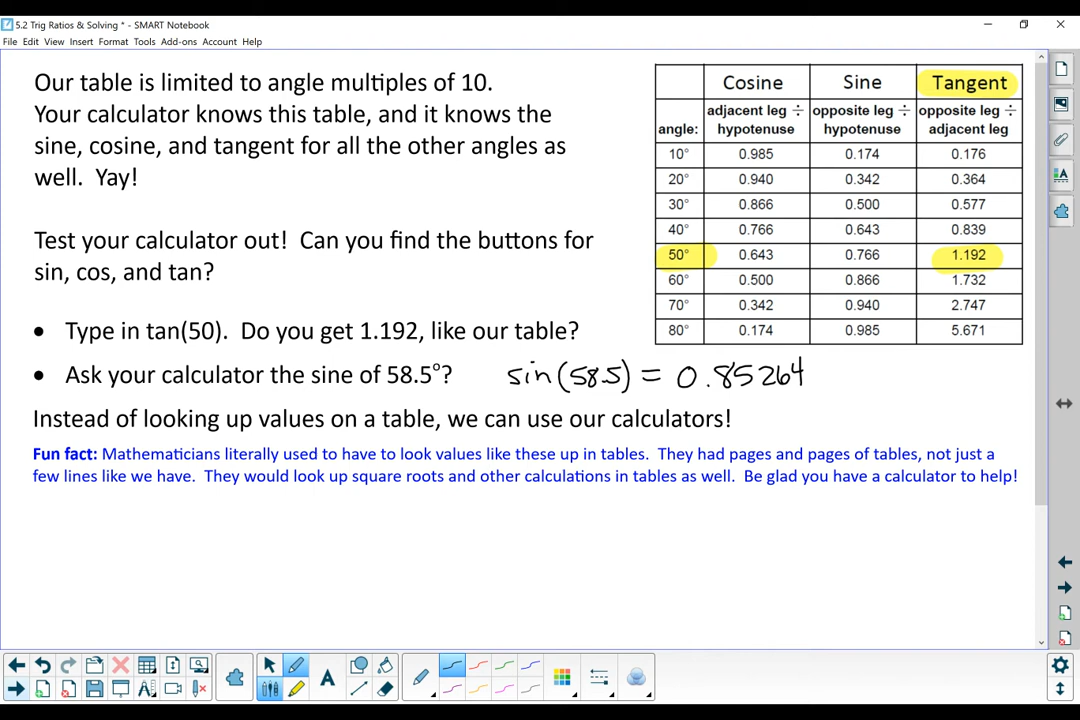 5.2 Trig Ratios & Solving * - SMART Notebook
File Edit View Insert Format Tools Add-ons Account Help
Our table is limited to angle multiples of 10.
Your calculator knows this table, and it knows the
sine, cosine, and tangent for all the other angles as
well. Yay!
Test your calculator out! Can you find the buttons for
sin, cos, and tan?
• Type in tan(50). Do you get 1.192, like our table?
• Ask your calculator the sine of 58.5°? sin(58.5) = 0.85264
Instead of looking up values on a table, we can use our calculators!
Fun fact: Mathematicians literally used to have to look values like these up in tables. They had pages and pages of tables, not just a
few lines like we have. They would look up square roots and other calculations in tables as well. Be glad you have a calculator to help!
Cosine Sine Tangent
angle: adjacent leg ÷ hypotenuse opposite leg ÷ hypotenuse opposite leg ÷ adjacent leg
10° 0.985 0.174 0.176
20° 0.940 0.342 0.364
30° 0.866 0.500 0.577
40° 0.766 0.643 0.839
50° 0.643 0.766 1.192
60° 0.500 0.866 1.732
70° 0.342 0.940 2.747
80° 0.174 0.985 5.671